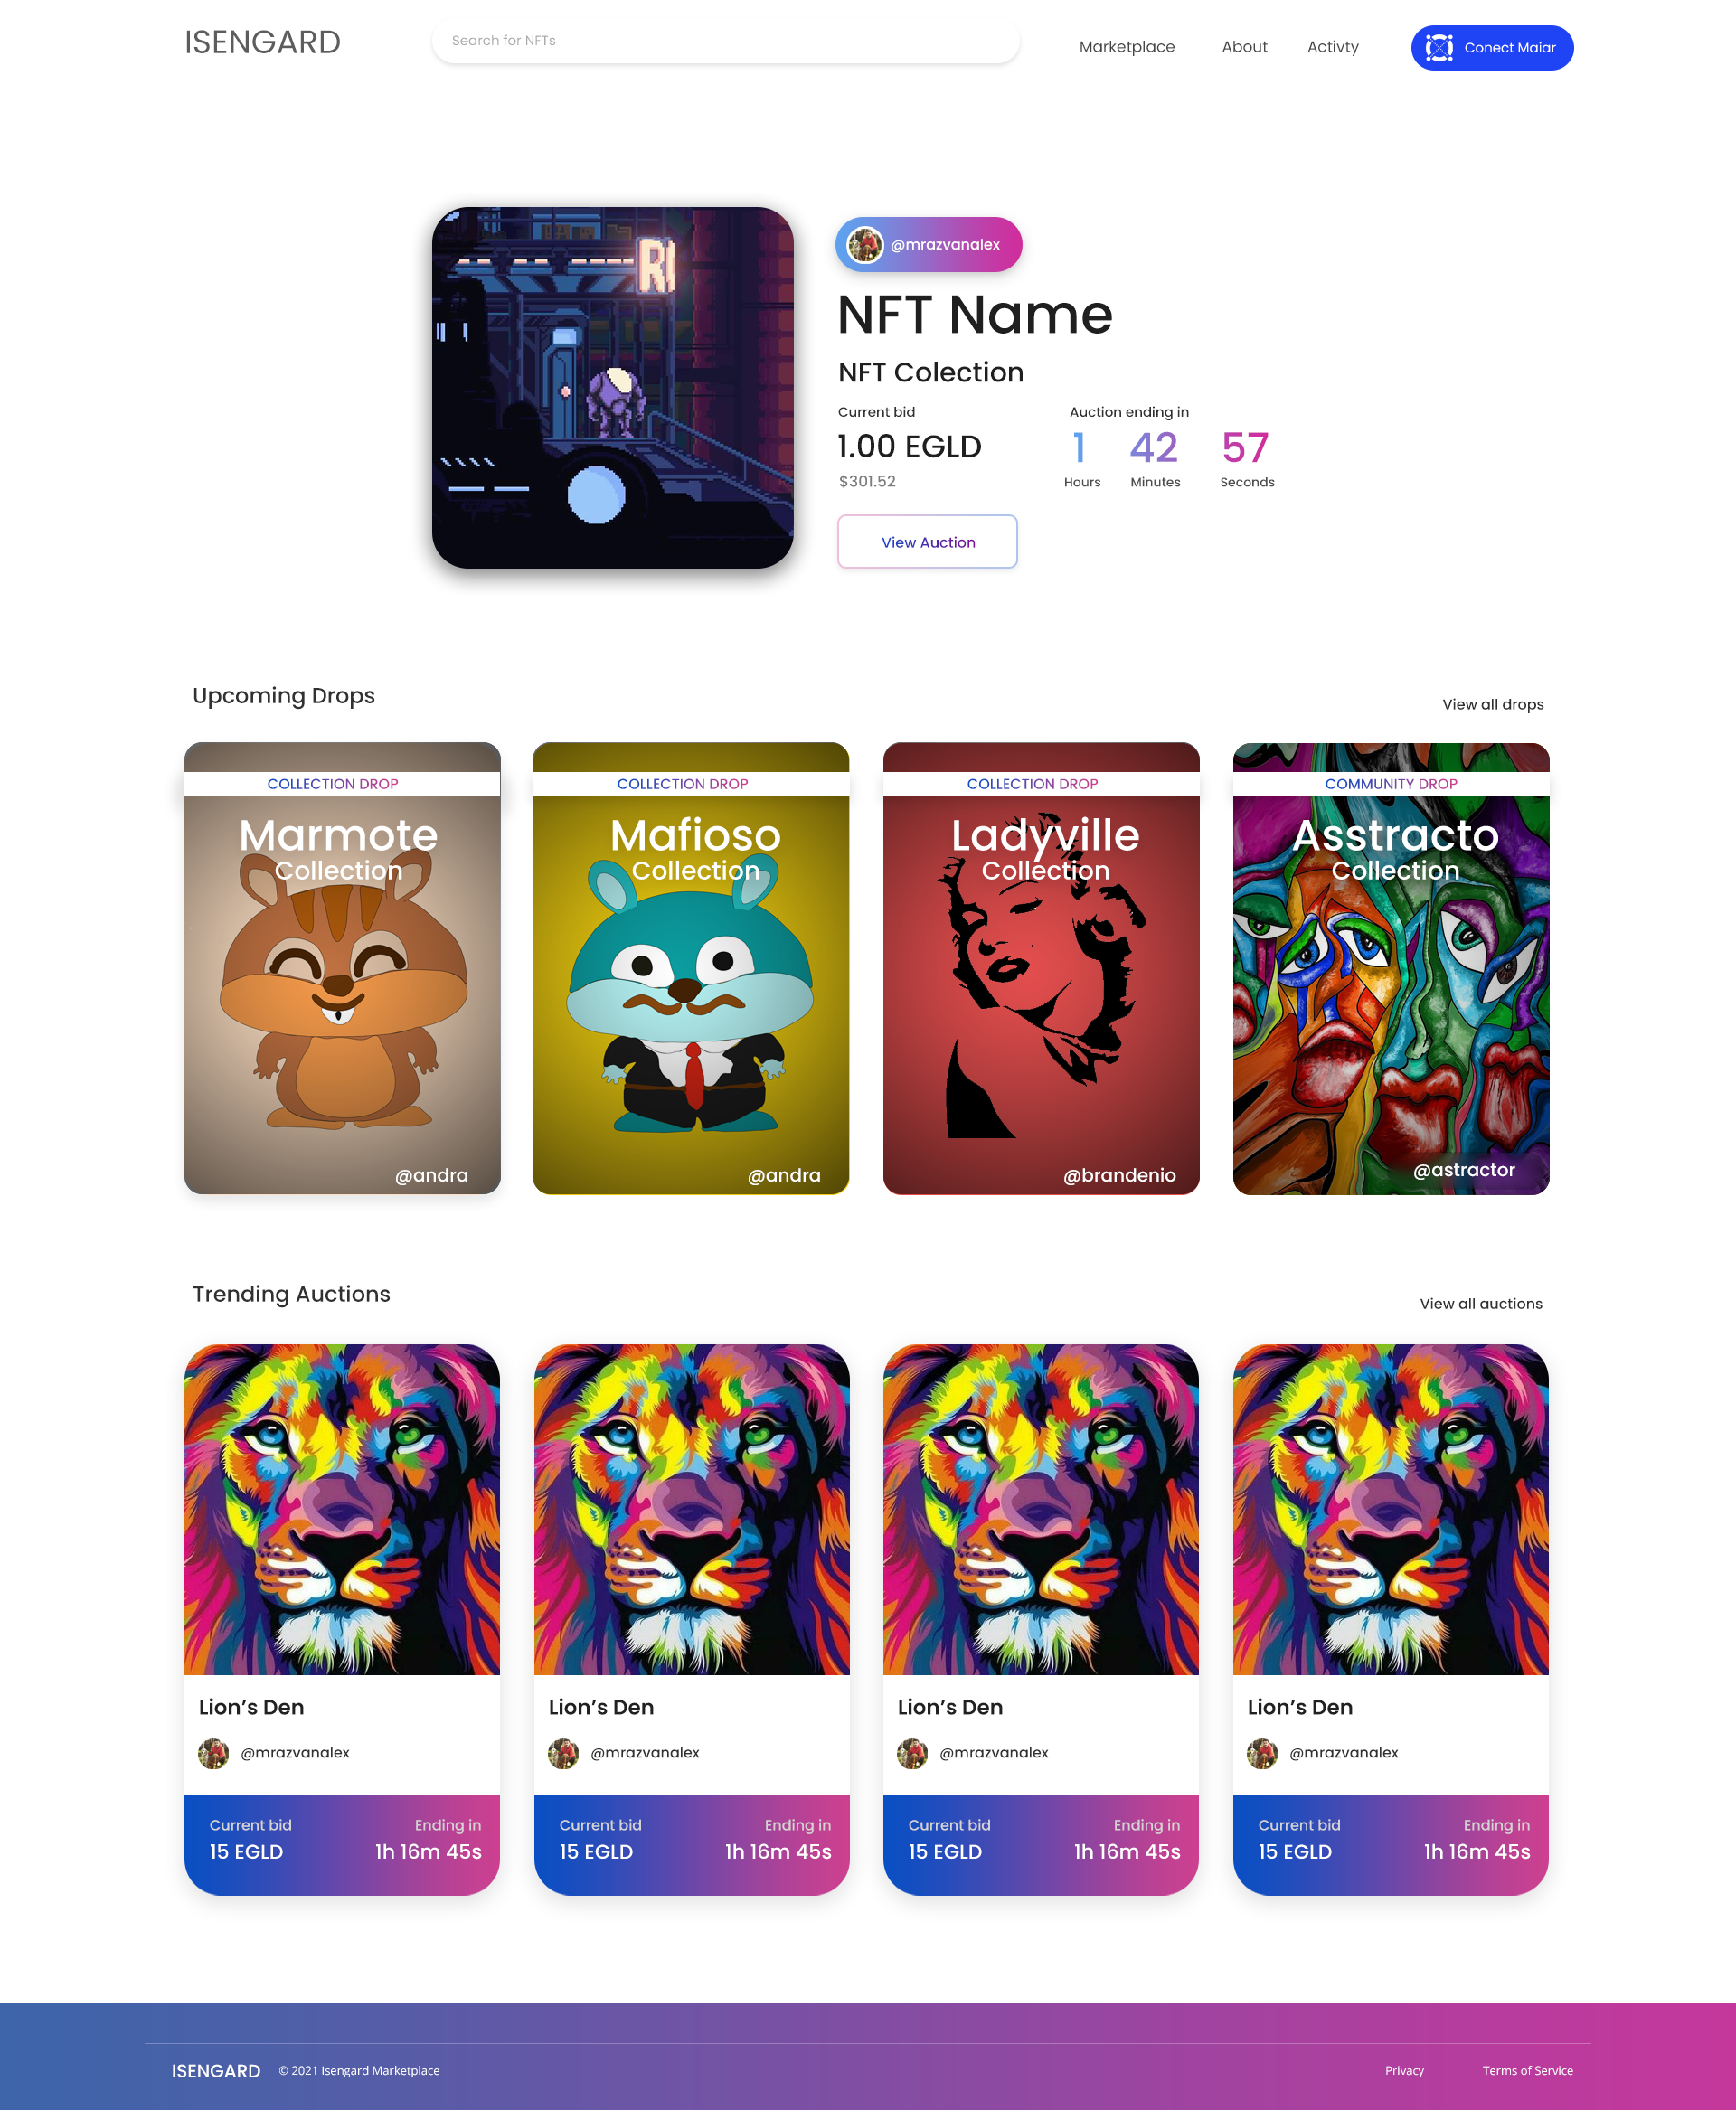 ISENGARD
Search for NFTs
Marketplace
About
Activty
Conect Maiar
@mrazvanalex
NFT Name
NFT Colection
Current bid
1.00 EGLD
$301.52
Auction ending in
1 42 57
Hours Minutes Seconds
View Auction
Upcoming Drops
View all drops
COLLECTION DROP
Marmote
Collection
@andra
COLLECTION DROP
Mafioso
Collection
@andra
COLLECTION DROP
Ladyville
Collection
@brandenio
COMMUNITY DROP
Asstracto
Collection
@astractor
Trending Auctions
View all auctions
Lion’s Den
@mrazvanalex
Current bid Ending in
15 EGLD 1h 16m 45s
Lion’s Den
@mrazvanalex
Current bid Ending in
15 EGLD 1h 16m 45s
Lion’s Den
@mrazvanalex
Current bid Ending in
15 EGLD 1h 16m 45s
Lion’s Den
@mrazvanalex
Current bid Ending in
15 EGLD 1h 16m 45s
ISENGARD © 2021 Isengard Marketplace
Privacy
Terms of Service